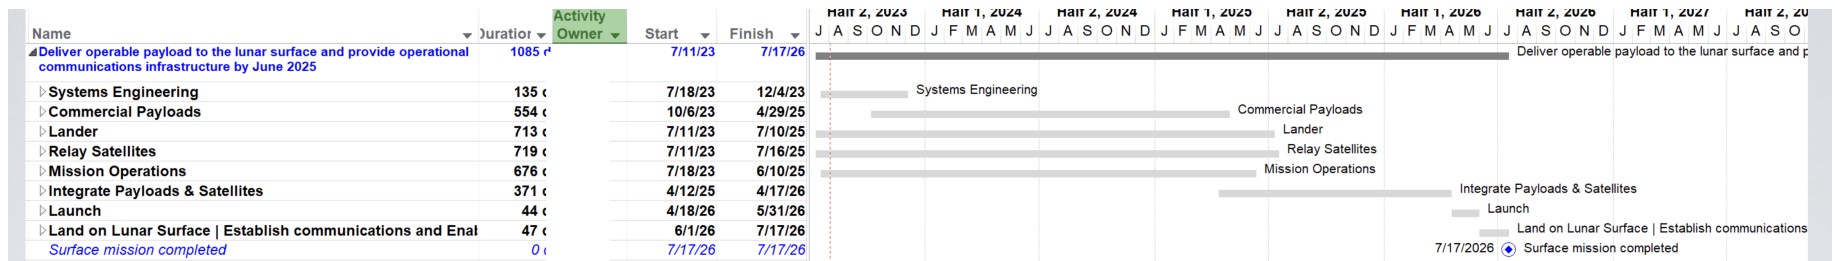 Half 2, 2023 Half 1, 2024 Half 2, 2024 Half 1, 2025 Half 2, 2025 Half 1, 2026 Half 2, 2026 Half 1, 2027 Half 2, 20
Name Duration Activity Owner Start Finish J A S O N D J F M A M J J A S O N D J F M A M J J A S O N D J F M A M J J A S O N D J F M A M J J A S O
Deliver operable payload to the lunar surface and provide operational 1085 d 7/11/23 7/17/26 Deliver operable payload to the lunar surface and p
communications infrastructure by June 2025
Systems Engineering 135 d 7/18/23 12/4/23 Systems Engineering
Commercial Payloads 554 d 10/6/23 4/29/25 Commercial Payloads
Lander 713 d 7/11/23 7/10/25 Lander
Relay Satellites 719 d 7/11/23 7/16/25 Relay Satellites
Mission Operations 676 d 7/18/23 6/10/25 Mission Operations
Integrate Payloads & Satellites 371 d 4/12/25 4/17/26 Integrate Payloads & Satellites
Launch 44 d 4/18/26 5/31/26 Launch
Land on Lunar Surface | Establish communications and Enab 47 d 6/1/26 7/17/26 Land on Lunar Surface | Establish communications
Surface mission completed 0 d 7/17/26 7/17/26 7/17/2026 Surface mission completed